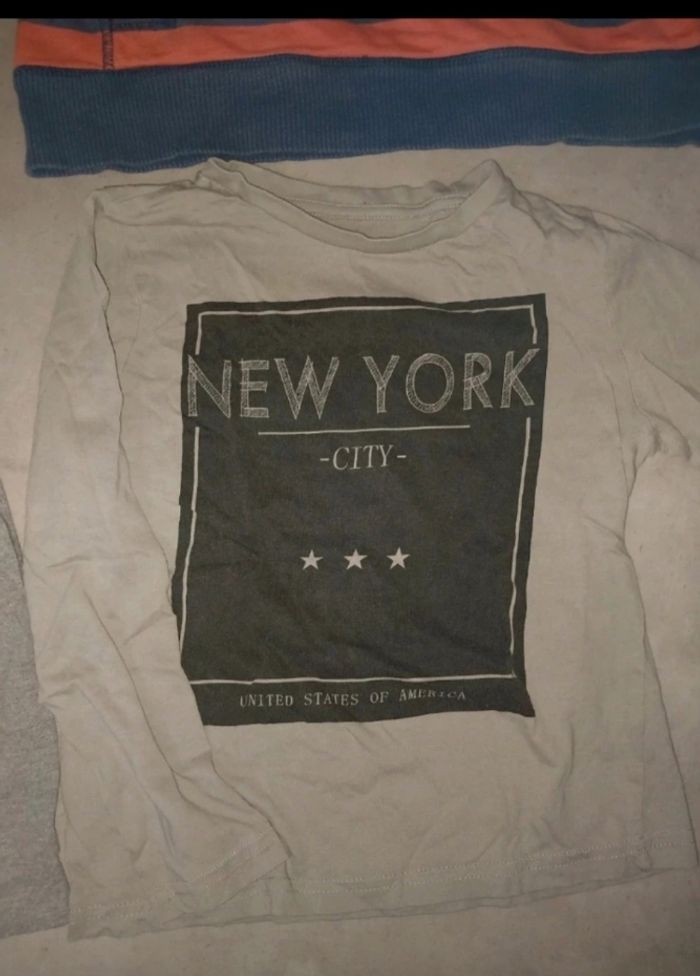 NEW YORK
-CITY-
UNITED STATES OF AMERICA